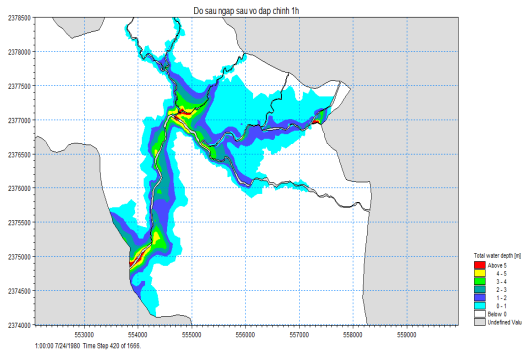 Do sau ngap sau vo dap chinh 1h
2378500
2378000
2377500
2377000
2376500
2376000
2375500
2375000
2374500
2374000
553000 554000 555000 556000 557000 558000 559000
Total water depth [m]
Above 5
4 - 5
3 - 4
2 - 3
1 - 2
0 - 1
Below 0
Undefined Valu
1:00:00 7/24/1980 Time Step 420 of 1666.